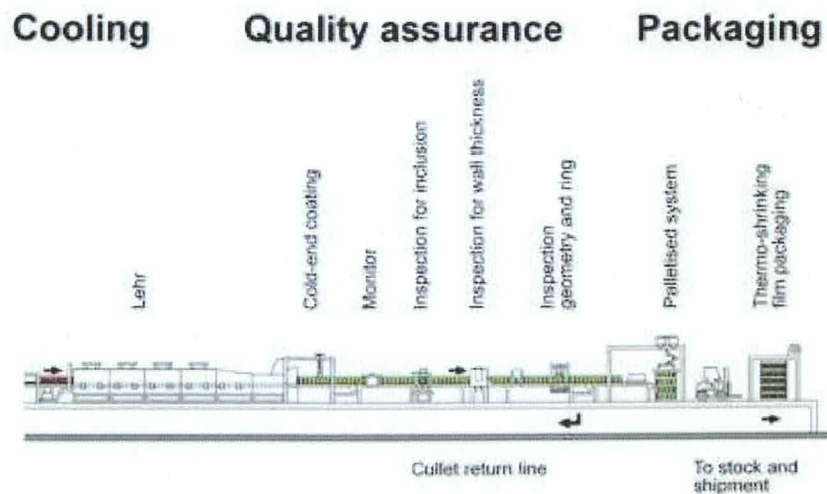 Cooling
Quality assurance
Packaging
Lehr
Cold-end coating
Monitor
Inspection for inclusion
Inspection for wall thickness
Inspection
geometry and ring
Palletised system
Thermo-shrinking
film packaging
Cullet return line
To stock and
shipment